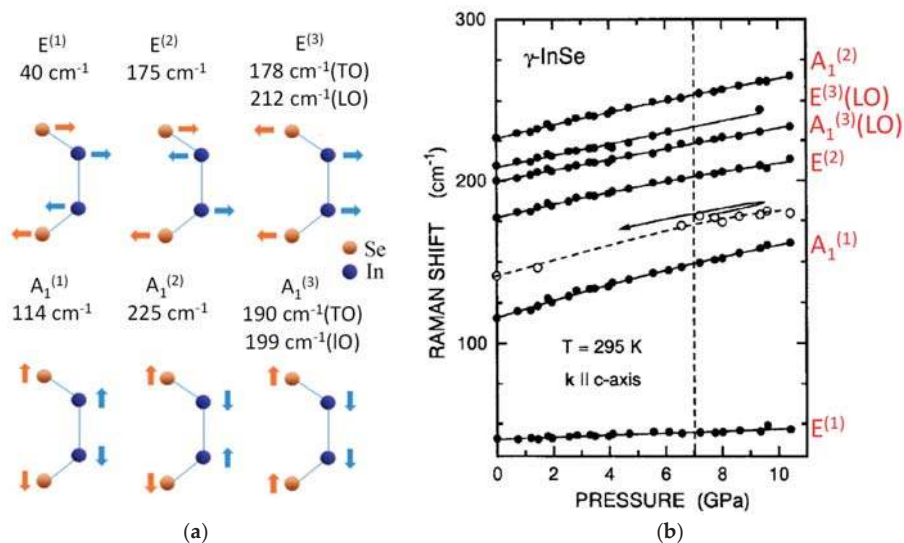 E(1)
40 cm-1
E(2)
175 cm-1
E(3)
178 cm-1(TO)
212 cm-1(LO)
Se
In
A1(1)
114 cm-1
A1(2)
225 cm-1
A1(3)
190 cm-1(TO)
199 cm-1(lO)
(a)
300
200
100
RAMAN SHIFT (cm-1)
γ-InSe
T = 295 K
k || c-axis
0 2 4 6 8 10
PRESSURE (GPa)
A1(2)
E(3)(LO)
A1(3)(LO)
E(2)
A1(1)
E(1)
(b)